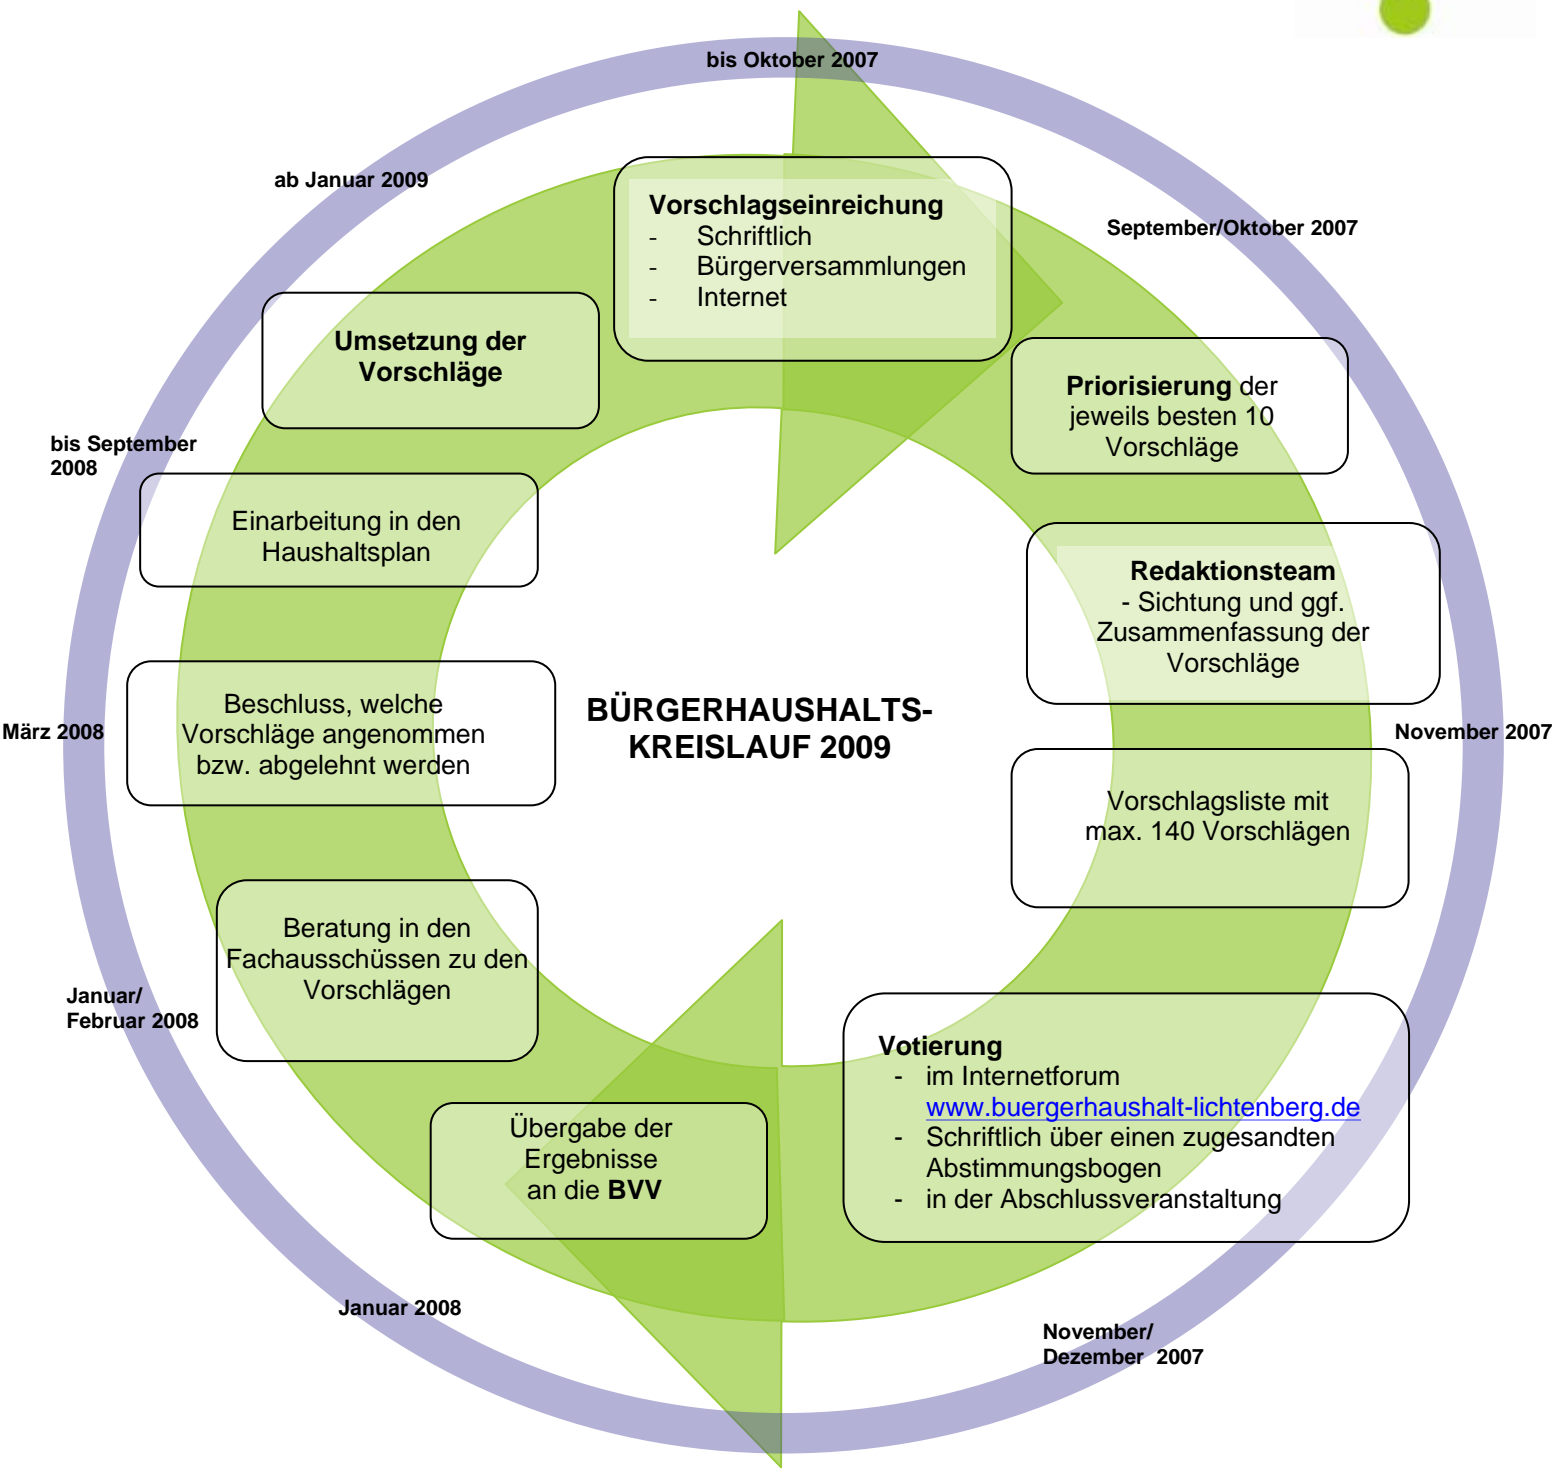 bis Oktober 2007
Vorschlagseinreichung
- Schriftlich
- Bürgerversammlungen
- Internet
September/Oktober 2007
Priorisierung der
jeweils besten 10
Vorschläge
Redaktionsteam
- Sichtung und ggf.
Zusammenfassung der
Vorschläge
November 2007
Vorschlagsliste mit
max. 140 Vorschlägen
Votierung
- im Internetforum
www.buergerhaushalt-lichtenberg.de
- Schriftlich über einen zugesandten
Abstimmungsbogen
- in der Abschlussveranstaltung
November/
Dezember 2007
Übergabe der
Ergebnisse
an die BVV
Januar 2008
Beratung in den
Fachausschüssen zu den
Vorschlägen
Januar/
Februar 2008
Beschluss, welche
Vorschläge angenommen
bzw. abgelehnt werden
März 2008
Einarbeitung in den
Haushaltsplan
bis September
2008
Umsetzung der
Vorschläge
ab Januar 2009
BÜRGERHAUSHALTS-
KREISLAUF 2009